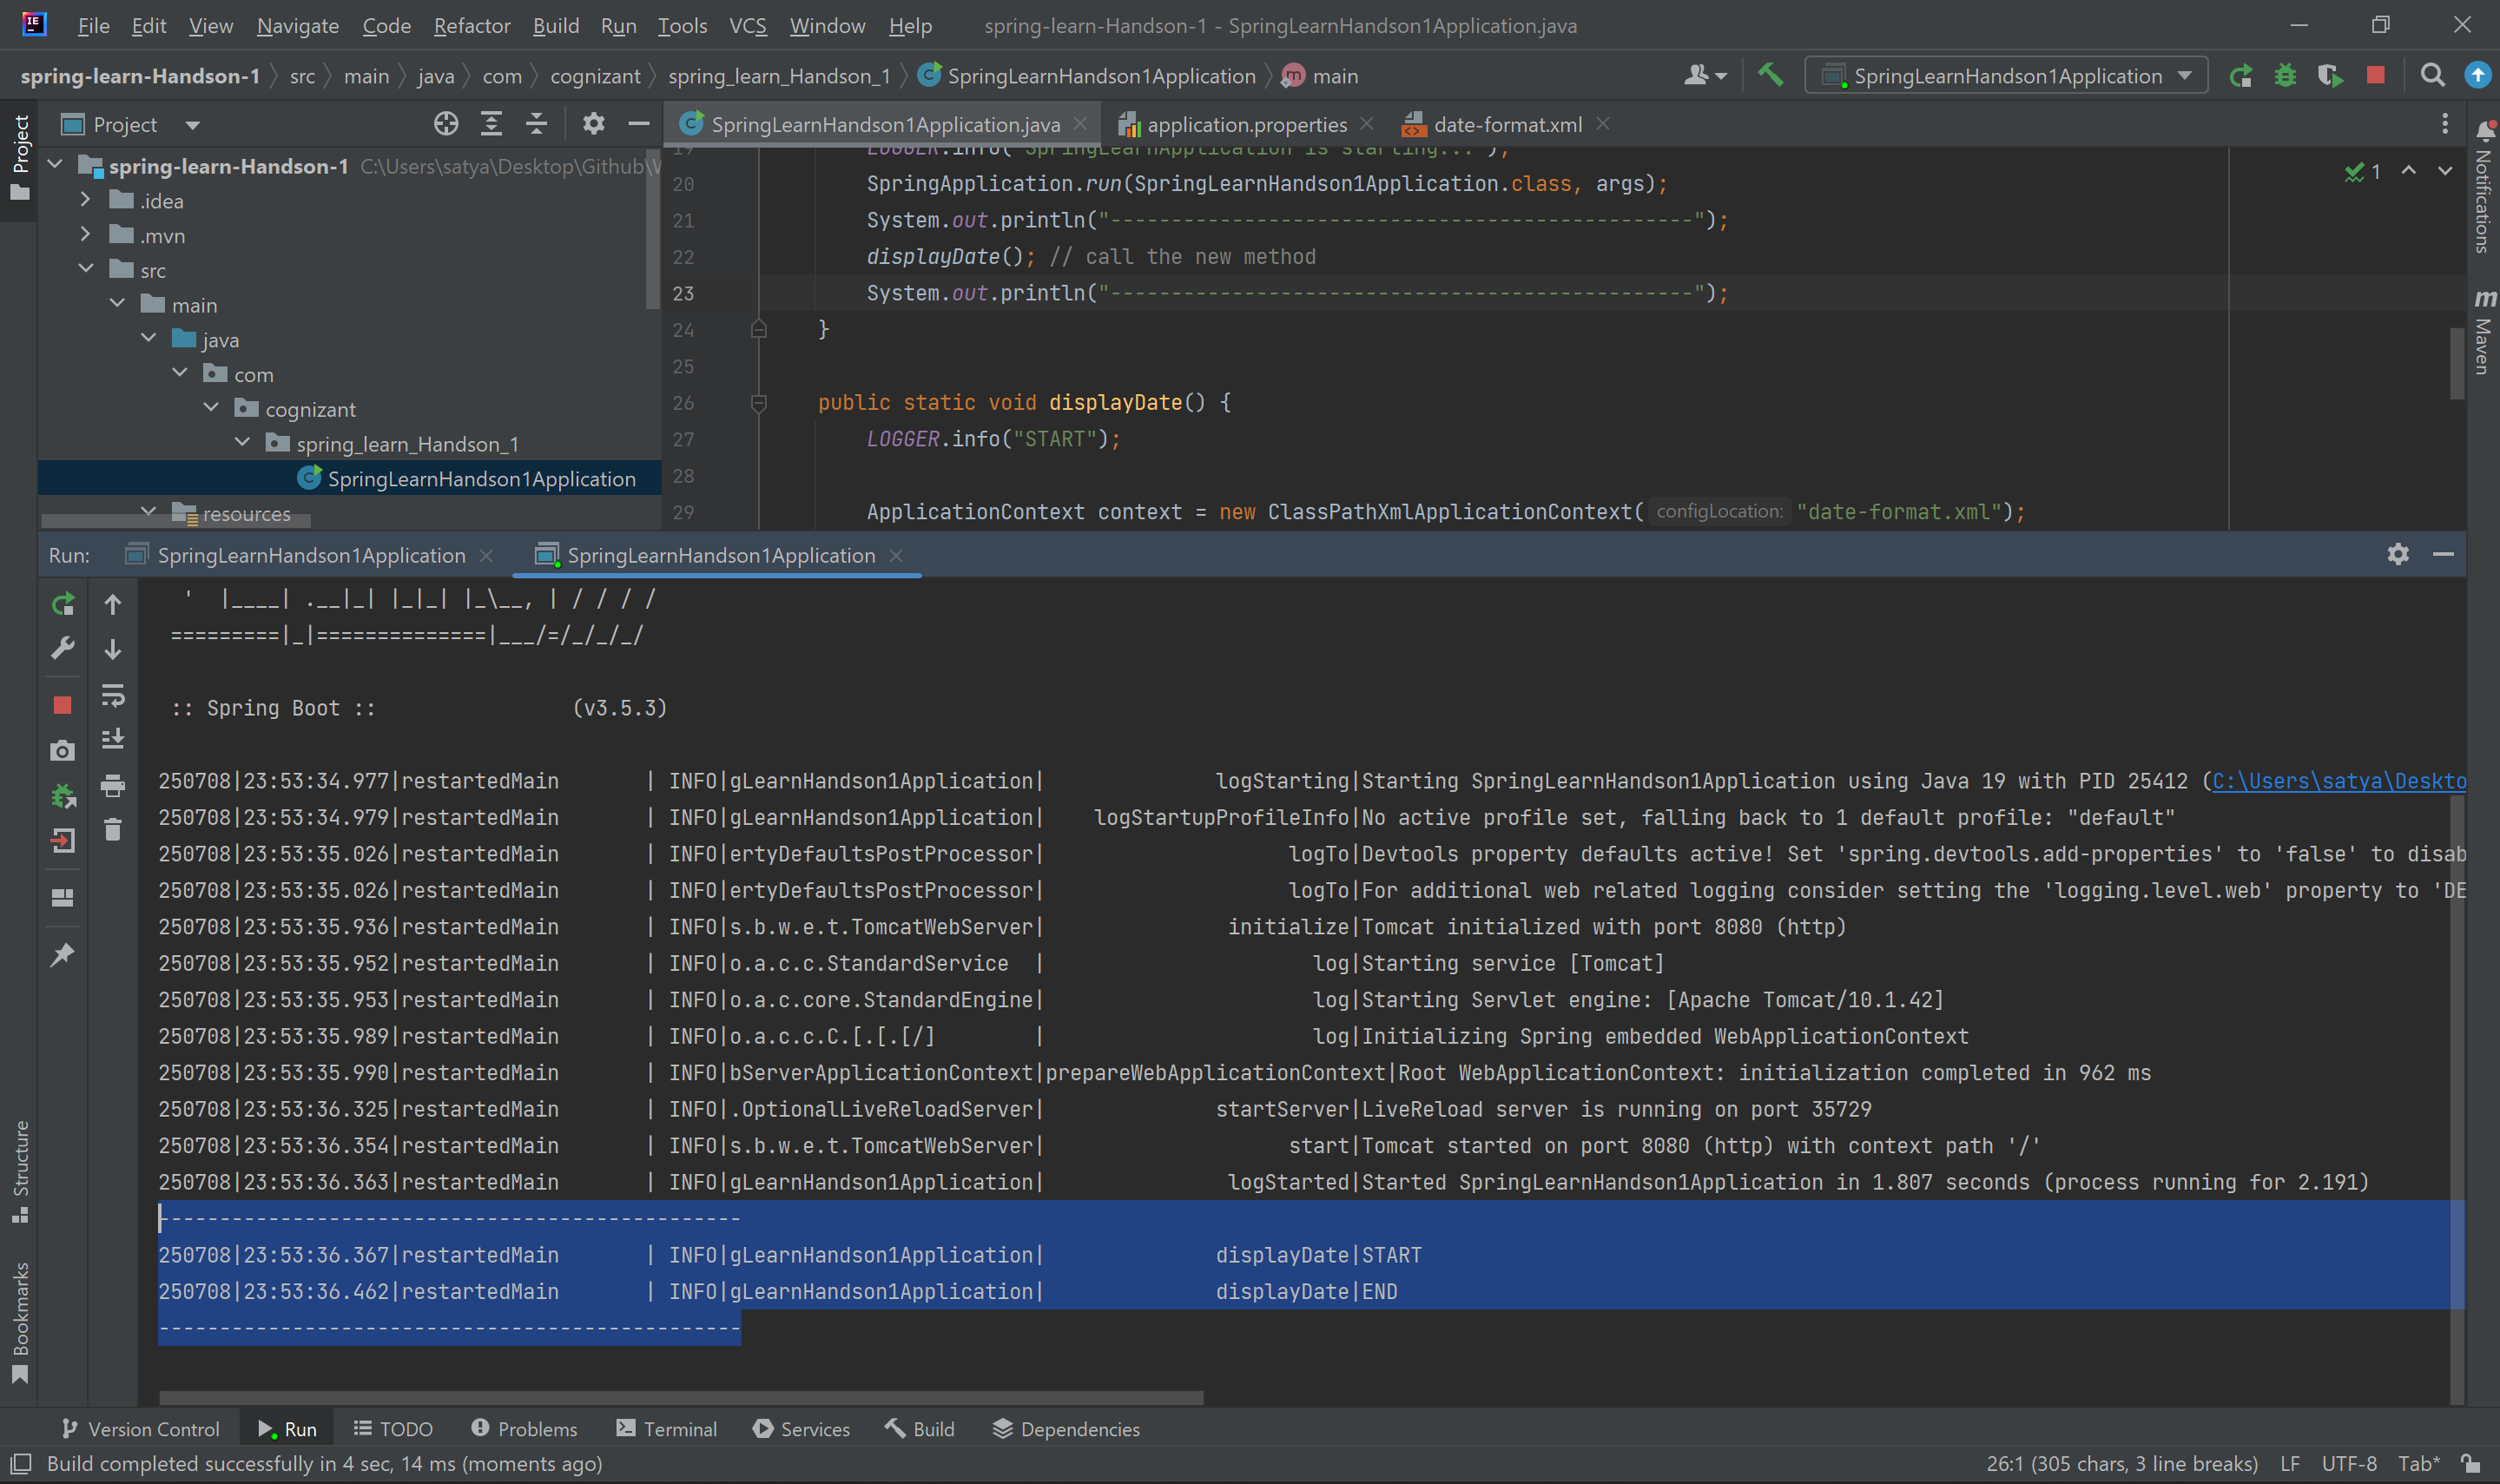 File Edit View Navigate Code Refactor Build Run Tools VCS Window Help spring-learn-Handson-1 - SpringLearnHandson1Application.java
spring-learn-Handson-1 src main java com cognizant spring_learn_Handson_1 SpringLearnHandson1Application main SpringLearnHandson1Application
Project
Project
SpringLearnHandson1Application.java application.properties date-format.xml
Notifications
Maven
spring-learn-Handson-1 C:\Users\satya\Desktop\Github\
.idea
.mvn
src
main
java
com
cognizant
spring_learn_Handson_1
SpringLearnHandson1Application
resources
19 LOGGER.info("SpringLearnApplication is starting...");
20 SpringApplication.run(SpringLearnHandson1Application.class, args);
21 System.out.println("------------------------------------------------");
22 displayDate(); // call the new method
23 System.out.println("------------------------------------------------");
24 }
25
26 public static void displayDate() {
27 LOGGER.info("START");
28
29 ApplicationContext context = new ClassPathXmlApplicationContext( configLocation: "date-format.xml");
1
Run: SpringLearnHandson1Application SpringLearnHandson1Application
' |____| .__|_| |_|_| |_\__, | / / / /
=========|_|==============|___/=/_/_/_/
:: Spring Boot :: (v3.5.3)
250708|23:53:34.977|restartedMain | INFO|gLearnHandson1Application| logStarting|Starting SpringLearnHandson1Application using Java 19 with PID 25412 (C:\Users\satya\Deskto
250708|23:53:34.979|restartedMain | INFO|gLearnHandson1Application| logStartupProfileInfo|No active profile set, falling back to 1 default profile: "default"
250708|23:53:35.026|restartedMain | INFO|ertyDefaultsPostProcessor| logTo|Devtools property defaults active! Set 'spring.devtools.add-properties' to 'false' to disab
250708|23:53:35.026|restartedMain | INFO|ertyDefaultsPostProcessor| logTo|For additional web related logging consider setting the 'logging.level.web' property to 'DE
250708|23:53:35.936|restartedMain | INFO|s.b.w.e.t.TomcatWebServer| initialize|Tomcat initialized with port 8080 (http)
250708|23:53:35.952|restartedMain | INFO|o.a.c.c.StandardService | log|Starting service [Tomcat]
250708|23:53:35.953|restartedMain | INFO|o.a.c.core.StandardEngine| log|Starting Servlet engine: [Apache Tomcat/10.1.42]
250708|23:53:35.989|restartedMain | INFO|o.a.c.c.C.[.[.[/] | log|Initializing Spring embedded WebApplicationContext
250708|23:53:35.990|restartedMain | INFO|bServerApplicationContext|prepareWebApplicationContext|Root WebApplicationContext: initialization completed in 962 ms
250708|23:53:36.325|restartedMain | INFO|.OptionalLiveReloadServer| startServer|LiveReload server is running on port 35729
250708|23:53:36.354|restartedMain | INFO|s.b.w.e.t.TomcatWebServer| start|Tomcat started on port 8080 (http) with context path '/'
250708|23:53:36.363|restartedMain | INFO|gLearnHandson1Application| logStarted|Started SpringLearnHandson1Application in 1.807 seconds (process running for 2.191)
------------------------------------------------
250708|23:53:36.367|restartedMain | INFO|gLearnHandson1Application| displayDate|START
250708|23:53:36.462|restartedMain | INFO|gLearnHandson1Application| displayDate|END
------------------------------------------------
Structure
Bookmarks
Version Control Run TODO Problems Terminal Services Build Dependencies
Build completed successfully in 4 sec, 14 ms (moments ago) 26:1 (305 chars, 3 line breaks) LF UTF-8 Tab*